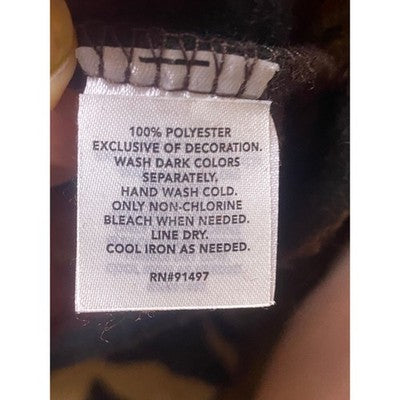 100% POLYESTER
EXCLUSIVE OF DECORATION.
WASH DARK COLORS
SEPARATELY,
HAND WASH COLD.
ONLY NON-CHLORINE
BLEACH WHEN NEEDED.
LINE DRY.
COOL IRON AS NEEDED.
RN#91497